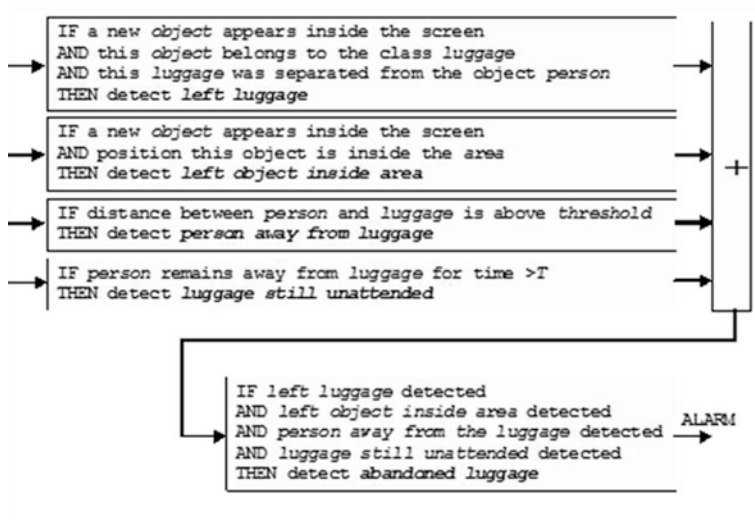 IF a new object appears inside the screen
AND this object belongs to the class luggage
AND this luggage was separated from the object person
THEN detect left luggage
IF a new object appears inside the screen
AND position this object is inside the area
THEN detect left object inside area
+
IF distance between person and luggage is above threshold
THEN detect person away from luggage
IF person remains away from luggage for time >T
THEN detect luggage still unattended
IF left luggage detected
AND left object inside area detected
AND person away from the luggage detected
AND luggage still unattended detected
THEN detect abandoned luggage
ALARM